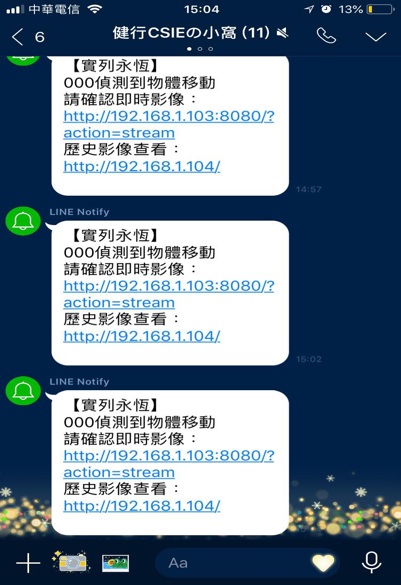 中華電信
15:04
13%
6
健行CSIEの小窩 (11)
【實列永恆】
000偵測到物體移動
請確認即時影像：
http://192.168.1.103:8080/?
action=stream
歷史影像查看：
http://192.168.1.104/
14:57
LINE Notify
【實列永恆】
000偵測到物體移動
請確認即時影像：
http://192.168.1.103:8080/?
action=stream
歷史影像查看：
http://192.168.1.104/
15:02
LINE Notify
【實列永恆】
000偵測到物體移動
請確認即時影像：
http://192.168.1.103:8080/?
action=stream
歷史影像查看：
http://192.168.1.104/
Aa